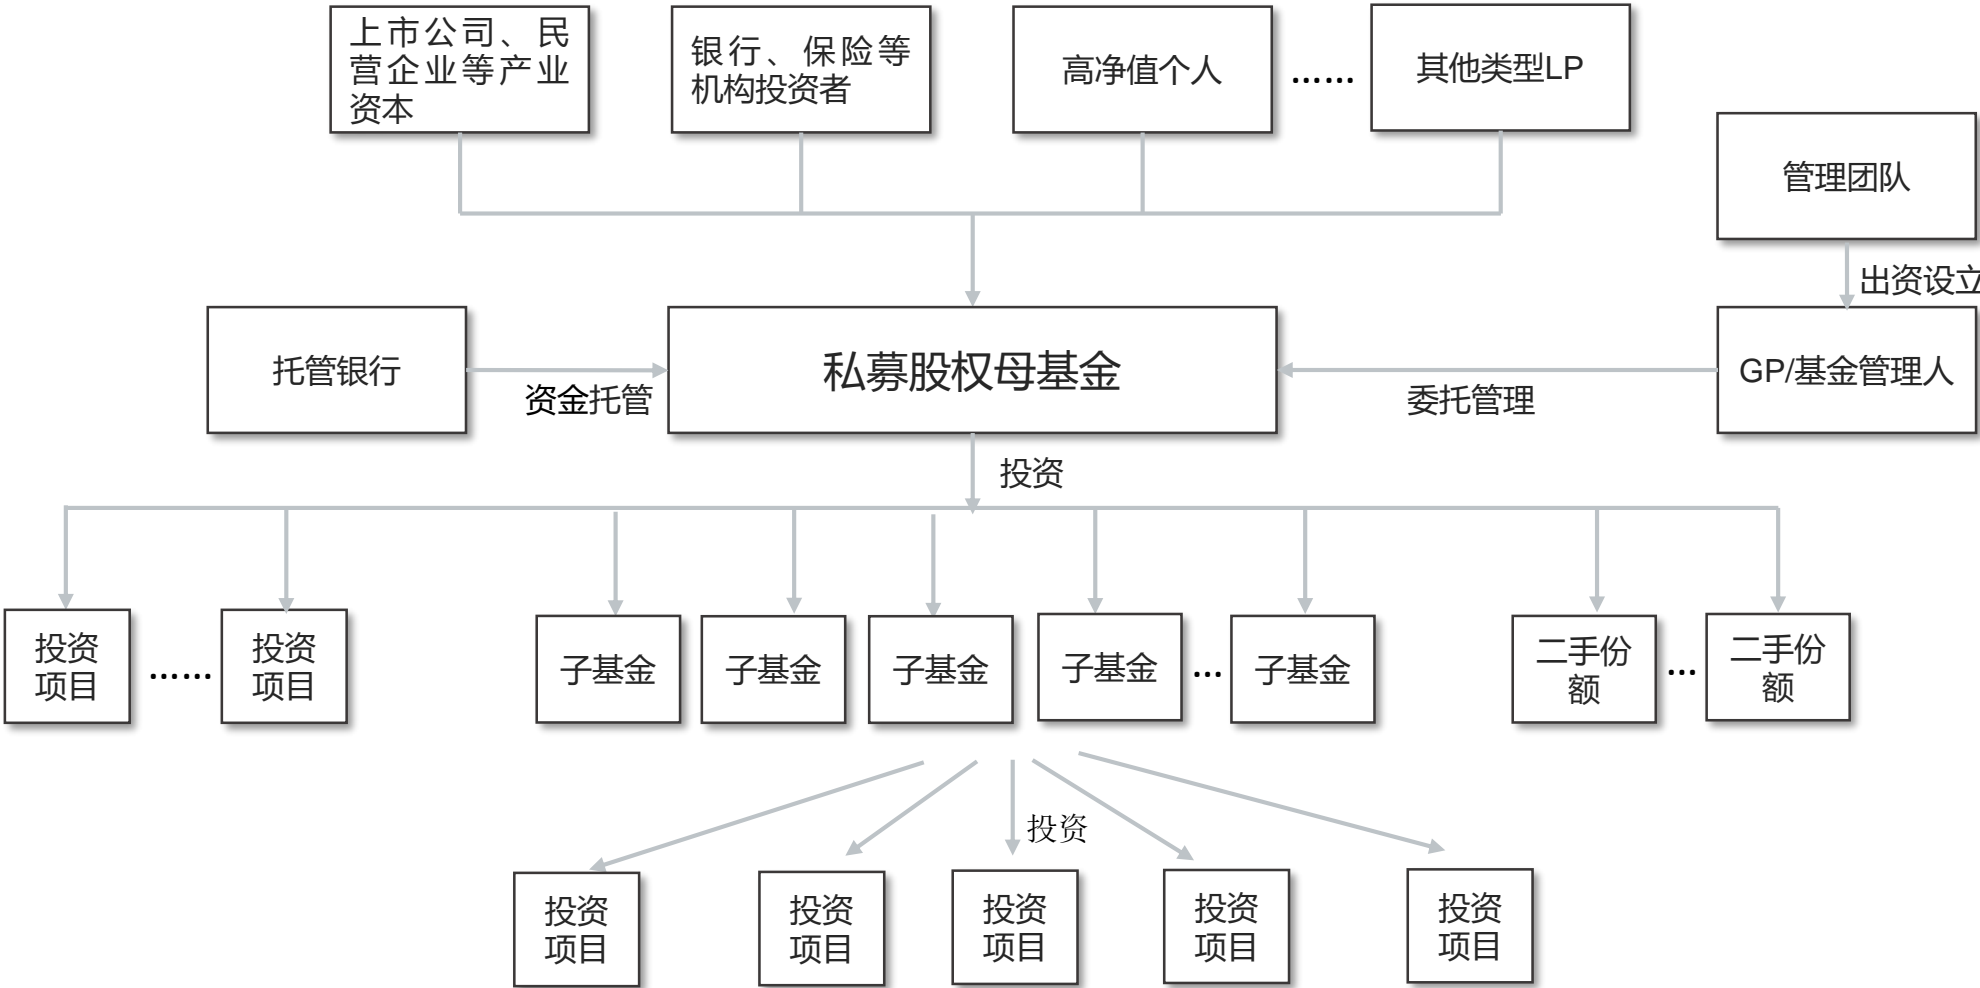 上市公司、民
营企业等产业
资本
银行、保险等
机构投资者
高净值个人
……
其他类型LP
管理团队
出资设立
托管银行
资金托管
私募股权母基金
委托管理
GP/基金管理人
投资
投资
项目
……
投资
项目
子基金
子基金
子基金
子基金
…
子基金
二手份
额
…
二手份
额
投资
投资
项目
投资
项目
投资
项目
投资
项目
投资
项目